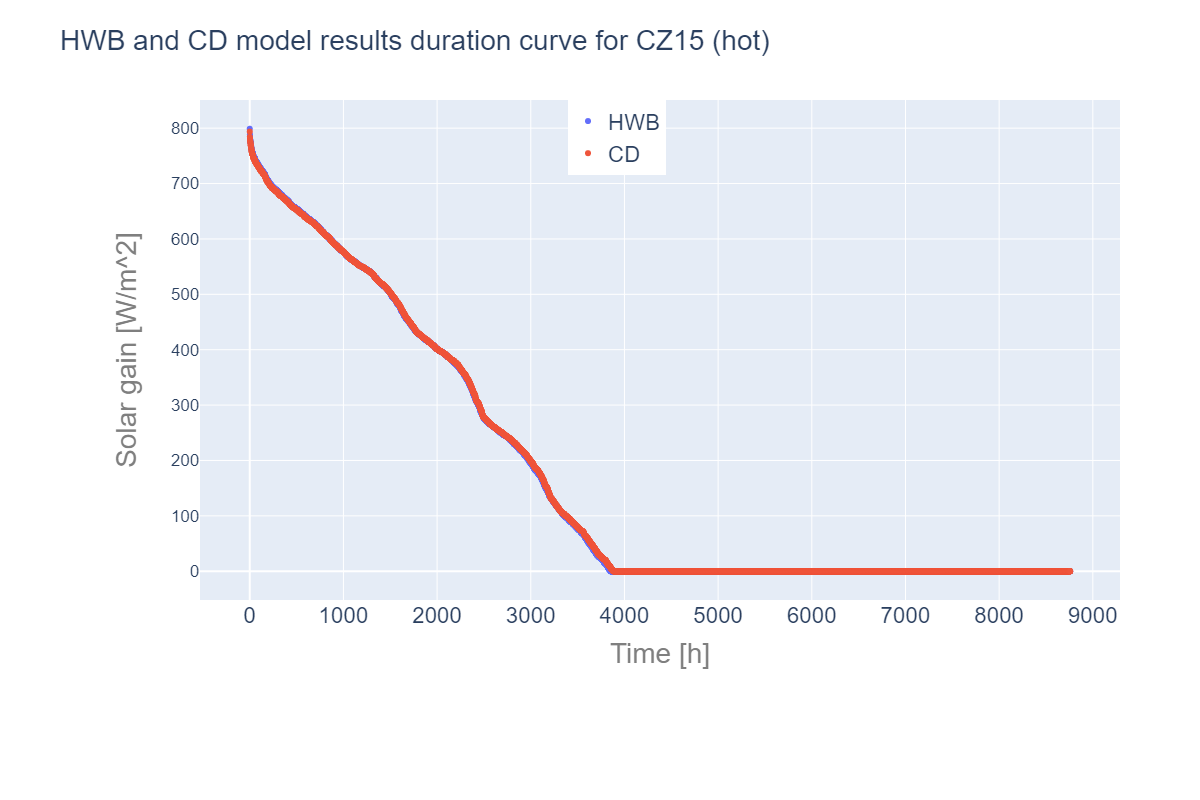 HWB and CD model results duration curve for CZ15 (hot)
HWB
CD
800
700
600
500
400
300
200
100
0
Solar gain [W/m^2]
0 1000 2000 3000 4000 5000 6000 7000 8000 9000
Time [h]